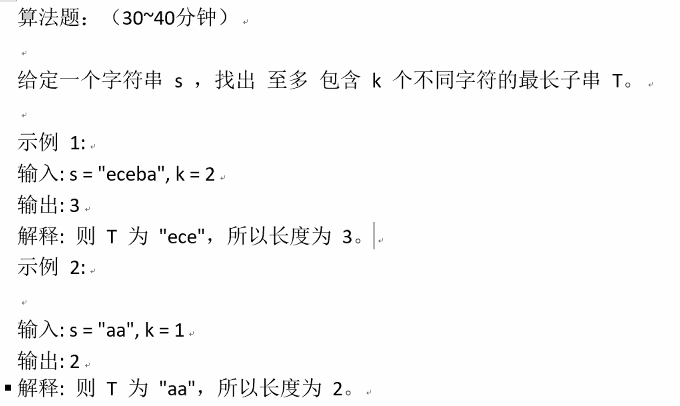 算法题：（30~40分钟）
给定一个字符串 s ，找出 至多 包含 k 个不同字符的最长子串 T。
示例 1:
输入: s = "eceba", k = 2
输出: 3
解释: 则 T 为 "ece"，所以长度为 3。
示例 2:
输入: s = "aa", k = 1
输出: 2
解释: 则 T 为 "aa"，所以长度为 2。